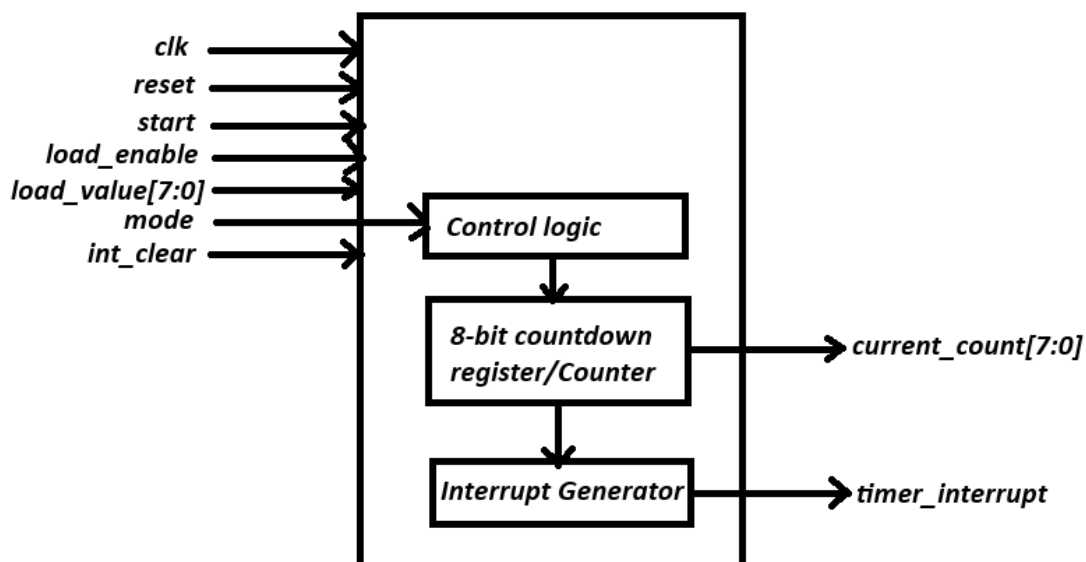 clk
reset
start
load_enable
load_value[7:0]
mode
int_clear
Control logic
8-bit countdown
register/Counter
current_count[7:0]
Interrupt Generator
timer_interrupt